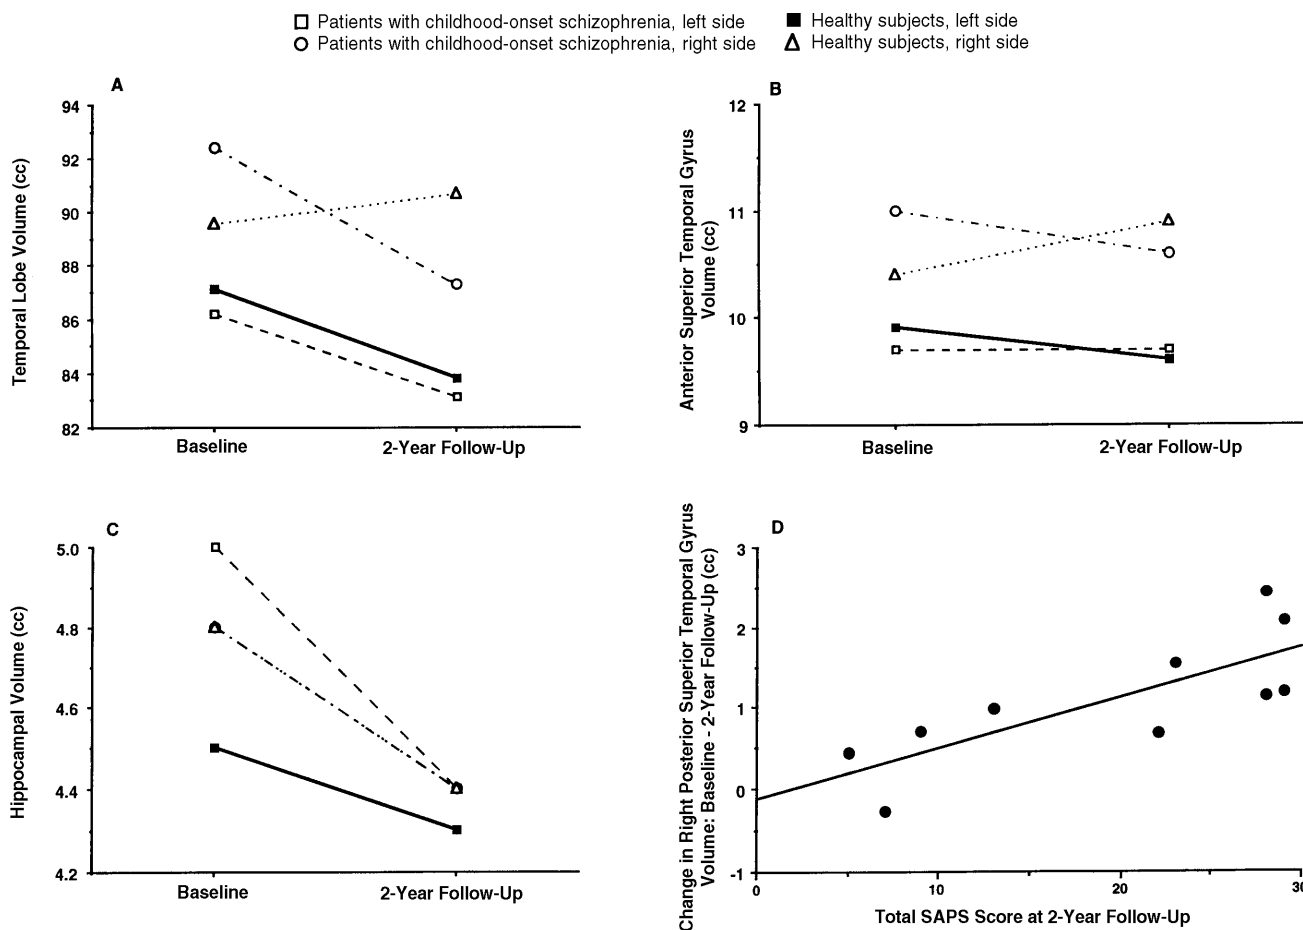 Patients with childhood-onset schizophrenia, left side
Patients with childhood-onset schizophrenia, right side
Healthy subjects, left side
Healthy subjects, right side
A
Temporal Lobe Volume (cc)
94
92
90
88
86
84
82
Baseline
2-Year Follow-Up
B
Anterior Superior Temporal Gyrus
Volume (cc)
12
11
10
9
Baseline
2-Year Follow-Up
C
Hippocampal Volume (cc)
5.0
4.8
4.6
4.4
4.2
Baseline
2-Year Follow-Up
D
Change in Right Posterior Superior Temporal Gyrus
Volume: Baseline - 2-Year Follow-Up (cc)
3
2
1
0
-1
0
10
20
30
Total SAPS Score at 2-Year Follow-Up